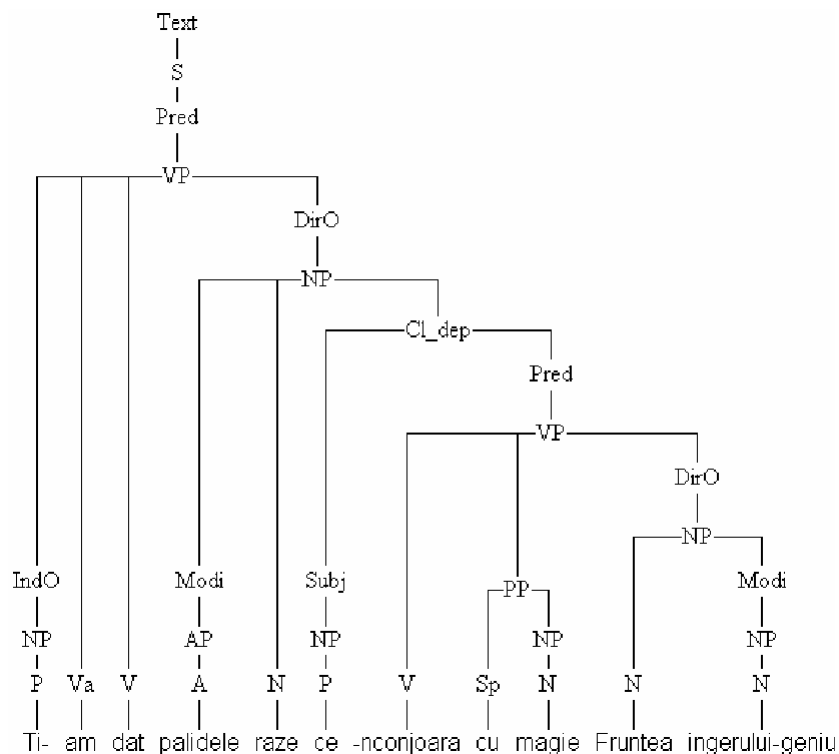 Text
S
Pred
VP
DirO
NP
Cl_dep
Pred
VP
DirO
NP
IndO Modi Subj PP Modi
NP AP NP NP NP
P Va V A N P V Sp N N N
Ti- am dat palidele raze ce -nconjoara cu magie Fruntea ingerului-geniu